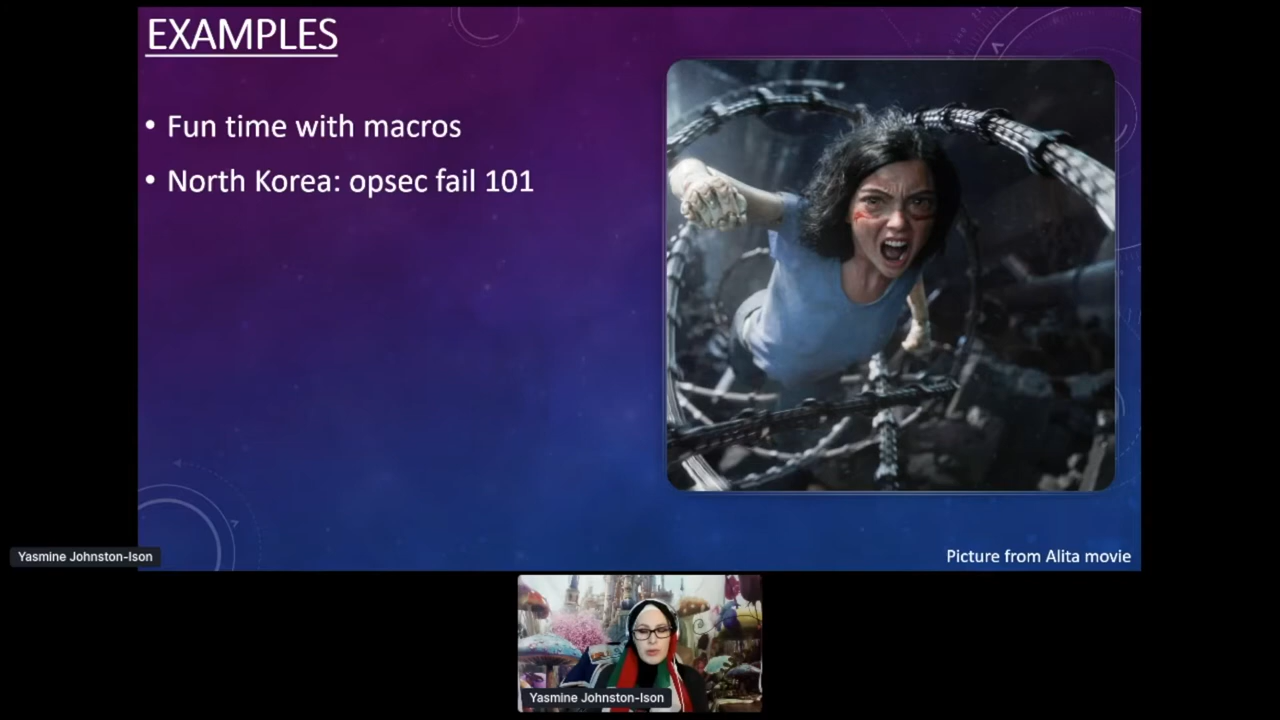 EXAMPLES
• Fun time with macros
• North Korea: opsec fail 101
Picture from Alita movie
Yasmine Johnston-Ison
Yasmine Johnston-Ison